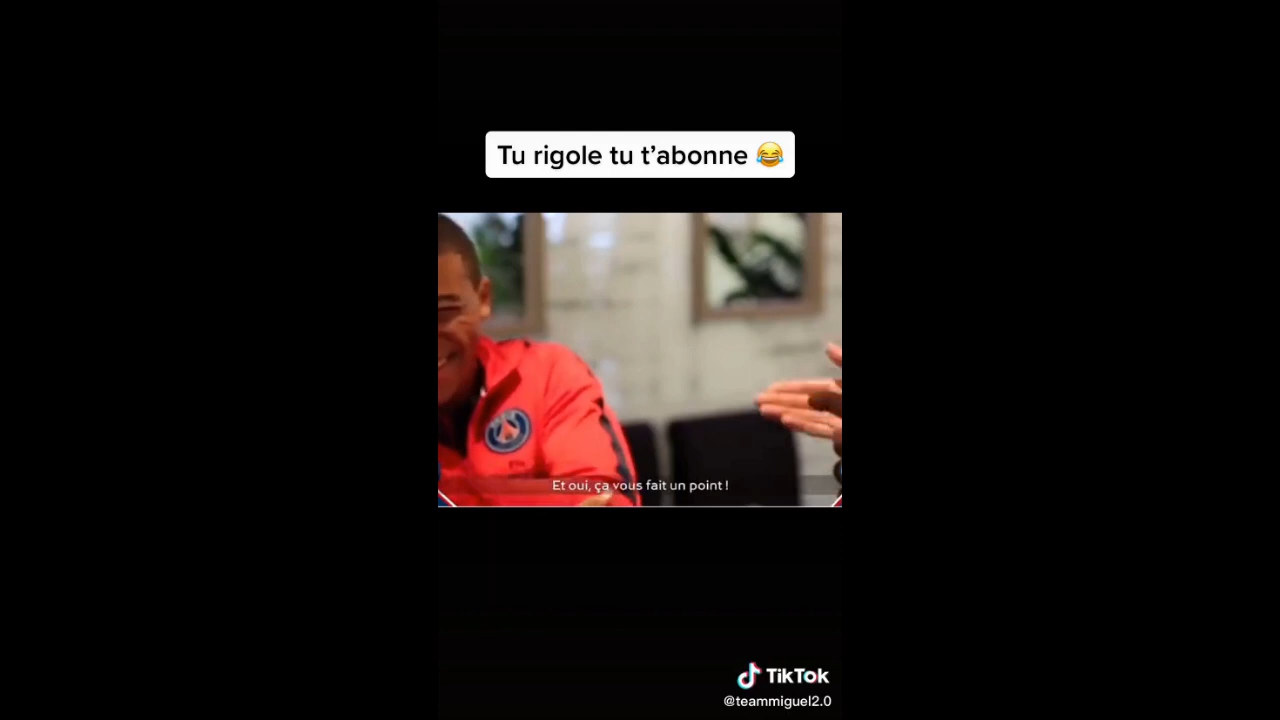 Tu rigole tu t'abonne 😂
Et oui, ça vous fait un point !
TikTok
@teammiguel2.0